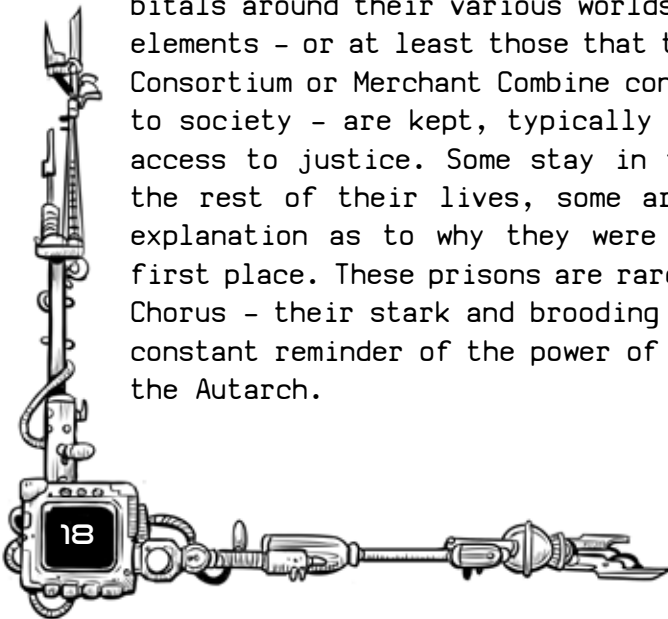 bitals around their various worlds
elements – or at least those that t
Consortium or Merchant Combine con
to society – are kept, typically
access to justice. Some stay in
the rest of their lives, some ar
explanation as to why they were
first place. These prisons are rare
Chorus – their stark and brooding
constant reminder of the power of
the Autarch.
18